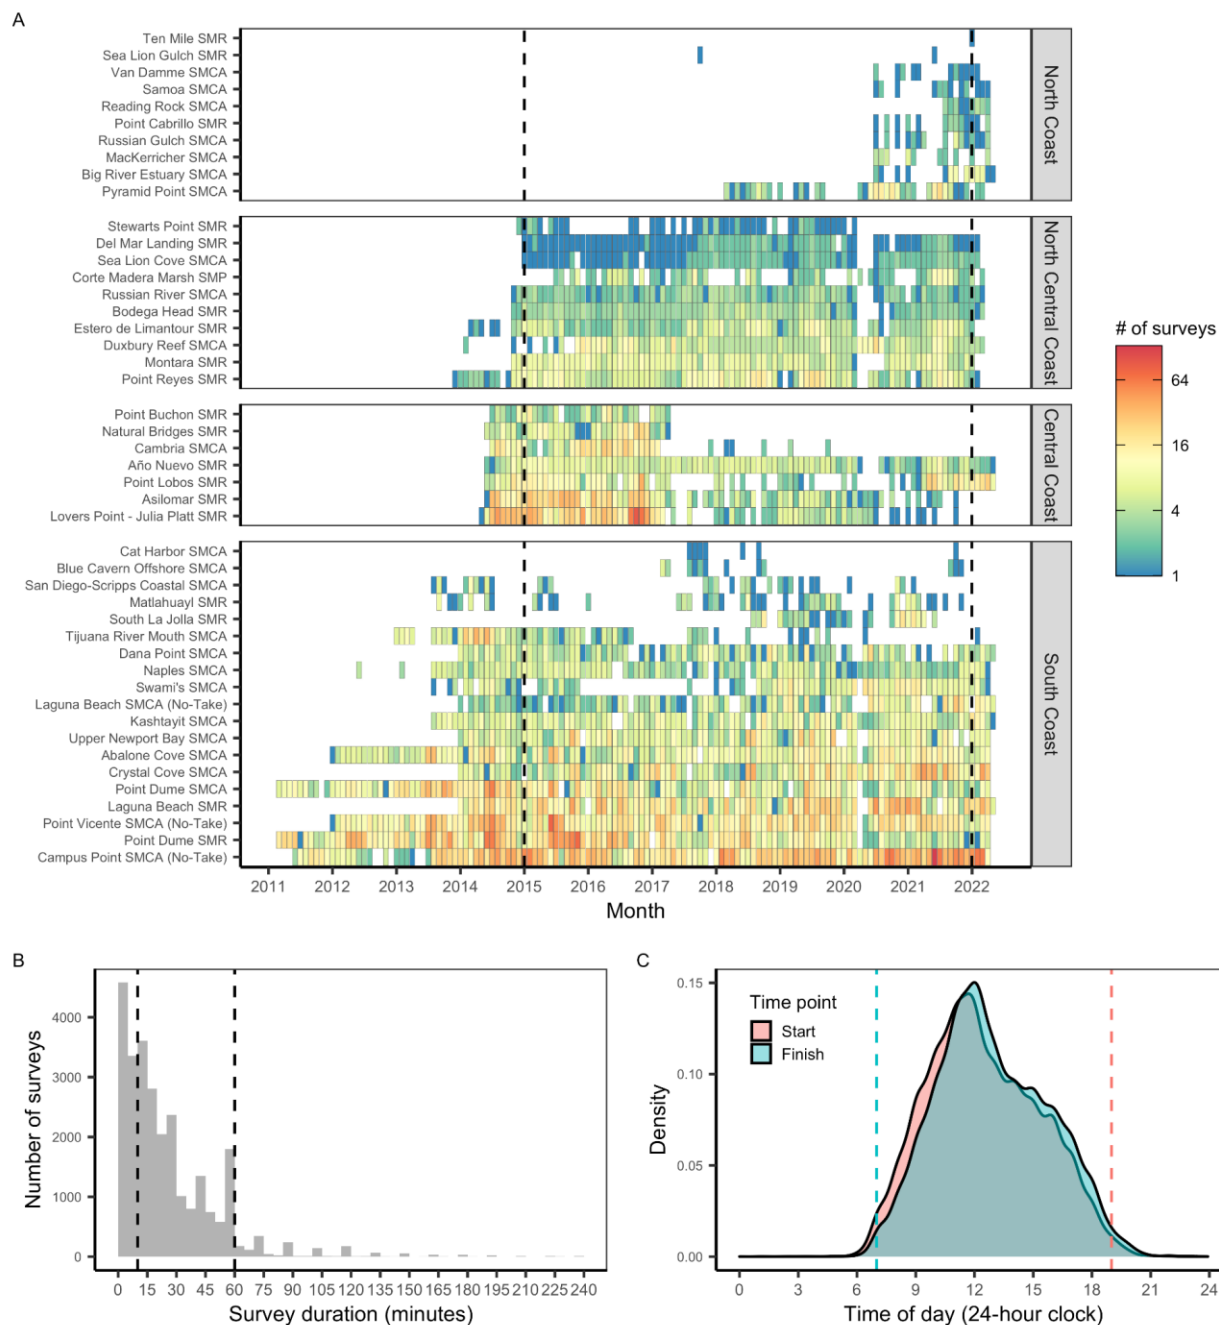 A
Ten Mile SMR
Sea Lion Gulch SMR
Van Damme SMCA
Samoa SMCA
Reading Rock SMCA
Point Cabrillo SMR
Russian Gulch SMCA
MacKerricher SMCA
Big River Estuary SMCA
Pyramid Point SMCA
North Coast
Stewarts Point SMR
Del Mar Landing SMR
Sea Lion Cove SMCA
Corte Madera Marsh SMP
Russian River SMCA
Bodega Head SMR
Estero de Limantour SMR
Duxbury Reef SMCA
Montara SMR
Point Reyes SMR
North Central Coast
Point Buchon SMR
Natural Bridges SMR
Cambria SMCA
Año Nuevo SMR
Point Lobos SMR
Asilomar SMR
Lovers Point - Julia Platt SMR
Central Coast
Cat Harbor SMCA
Blue Cavern Offshore SMCA
San Diego-Scripps Coastal SMCA
Matlahuayl SMR
South La Jolla SMR
Tijuana River Mouth SMCA
Dana Point SMCA
Naples SMCA
Swami's SMCA
Laguna Beach SMCA (No-Take)
Kashtayit SMCA
Upper Newport Bay SMCA
Abalone Cove SMCA
Crystal Cove SMCA
Point Dume SMCA
Laguna Beach SMR
Point Vicente SMCA (No-Take)
Point Dume SMR
Campus Point SMCA (No-Take)
South Coast
2011 2012 2013 2014 2015 2016 2017 2018 2019 2020 2021 2022
Month
# of surveys
64
16
4
1
B
4000
3000
2000
1000
0
Number of surveys
0 15 30 45 60 75 90 105 120 135 150 165 180 195 210 225 240
Survey duration (minutes)
C
0.15
0.10
0.05
0.00
Density
Time point
Start
Finish
0 3 6 9 12 15 18 21 24
Time of day (24-hour clock)